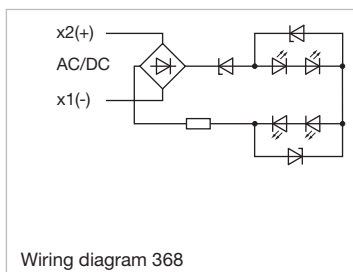 x2(+)
AC/DC
x1(-)
Wiring diagram 368